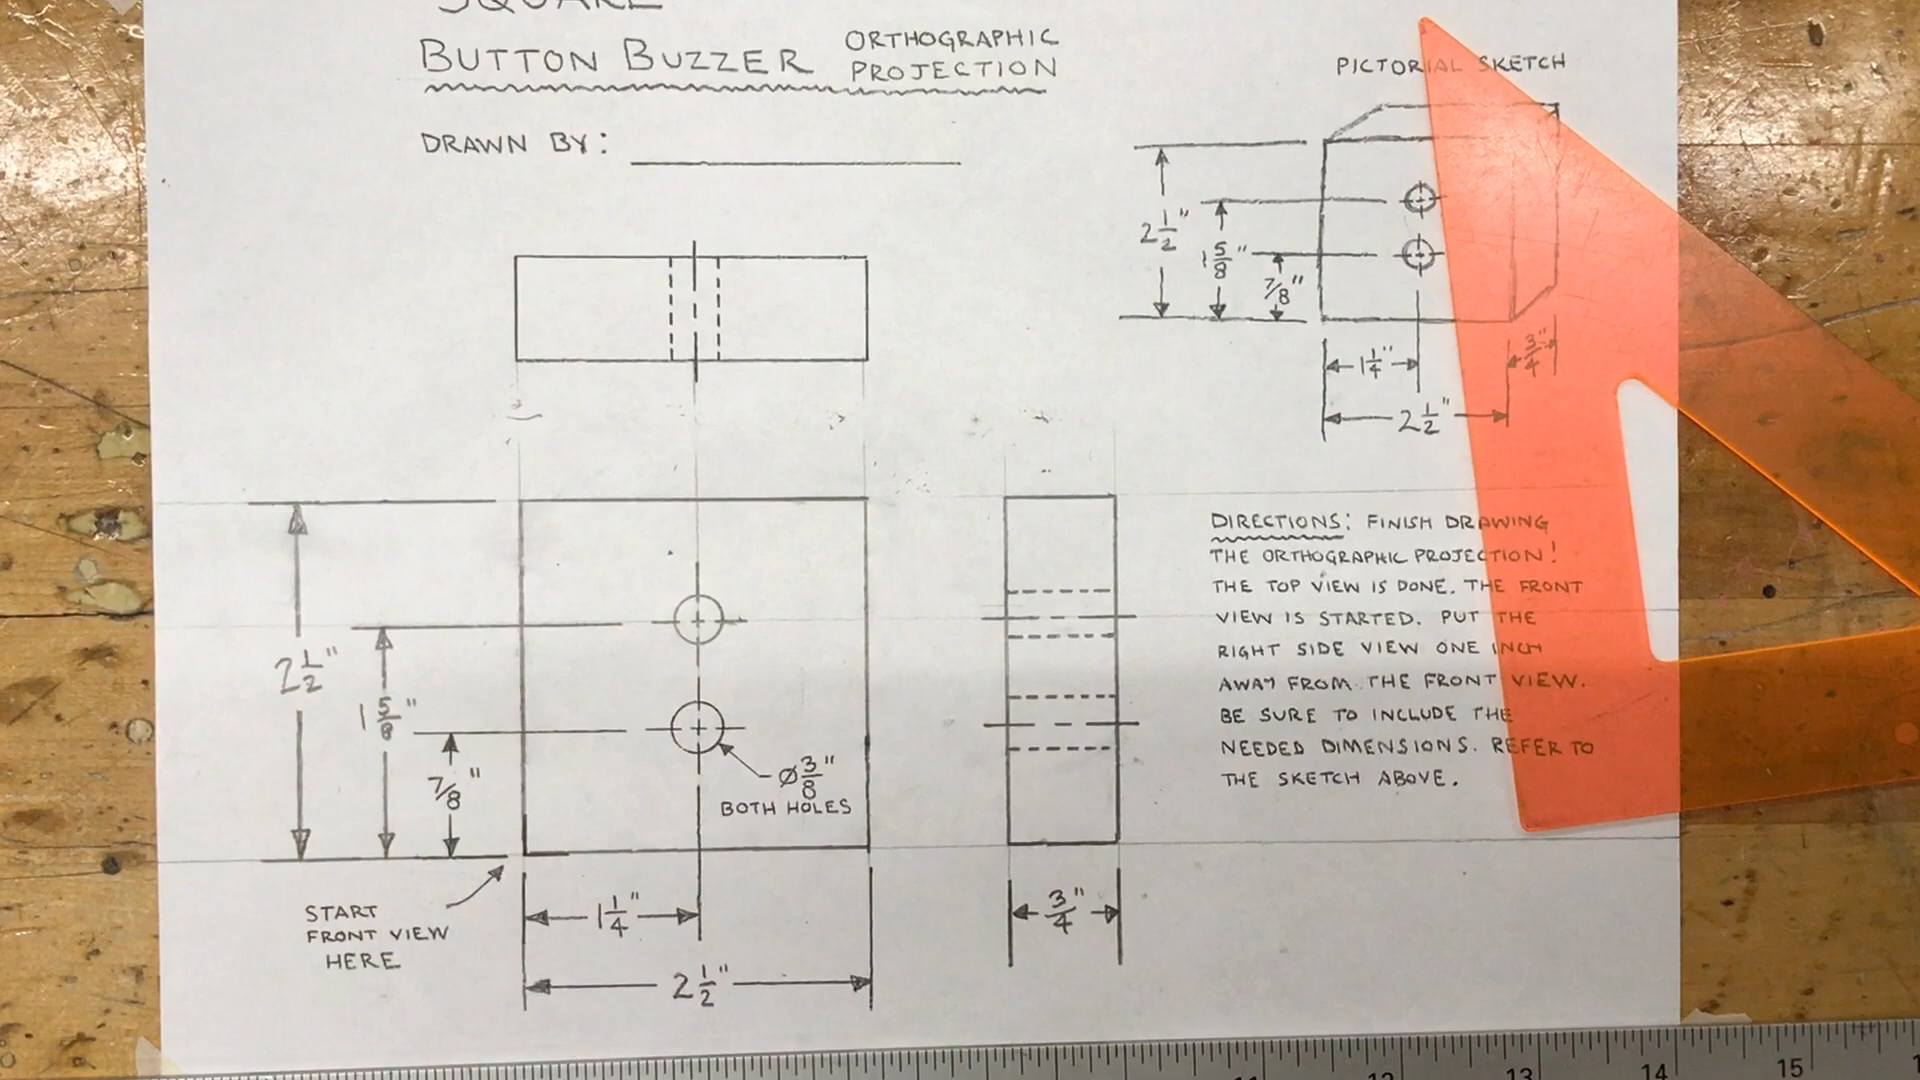 SQUARE
BUTTON BUZZER
ORTHOGRAPHIC
PROJECTION
DRAWN BY:
PICTORIAL SKETCH
2 1/2"
1 5/8"
7/8"
1 1/4"
3/4"
2 1/2"
2 1/2"
1 5/8"
7/8"
Ø 3/8"
BOTH HOLES
START
FRONT VIEW
HERE
1 1/4"
2 1/2"
3/4"
DIRECTIONS: FINISH DRAWING
THE ORTHOGRAPHIC PROJECTION!
THE TOP VIEW IS DONE. THE FRONT
VIEW IS STARTED. PUT THE
RIGHT SIDE VIEW ONE INCH
AWAY FROM THE FRONT VIEW.
BE SURE TO INCLUDE THE
NEEDED DIMENSIONS. REFER TO
THE SKETCH ABOVE.
12 13 14 15